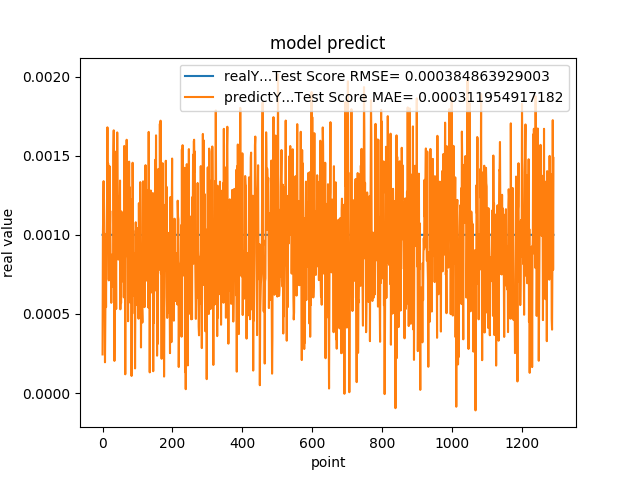 model predict
realY...Test Score RMSE= 0.000384863929003
predictY...Test Score MAE= 0.000311954917182
real value
0.0020
0.0015
0.0010
0.0005
0.0000
0 200 400 600 800 1000 1200
point